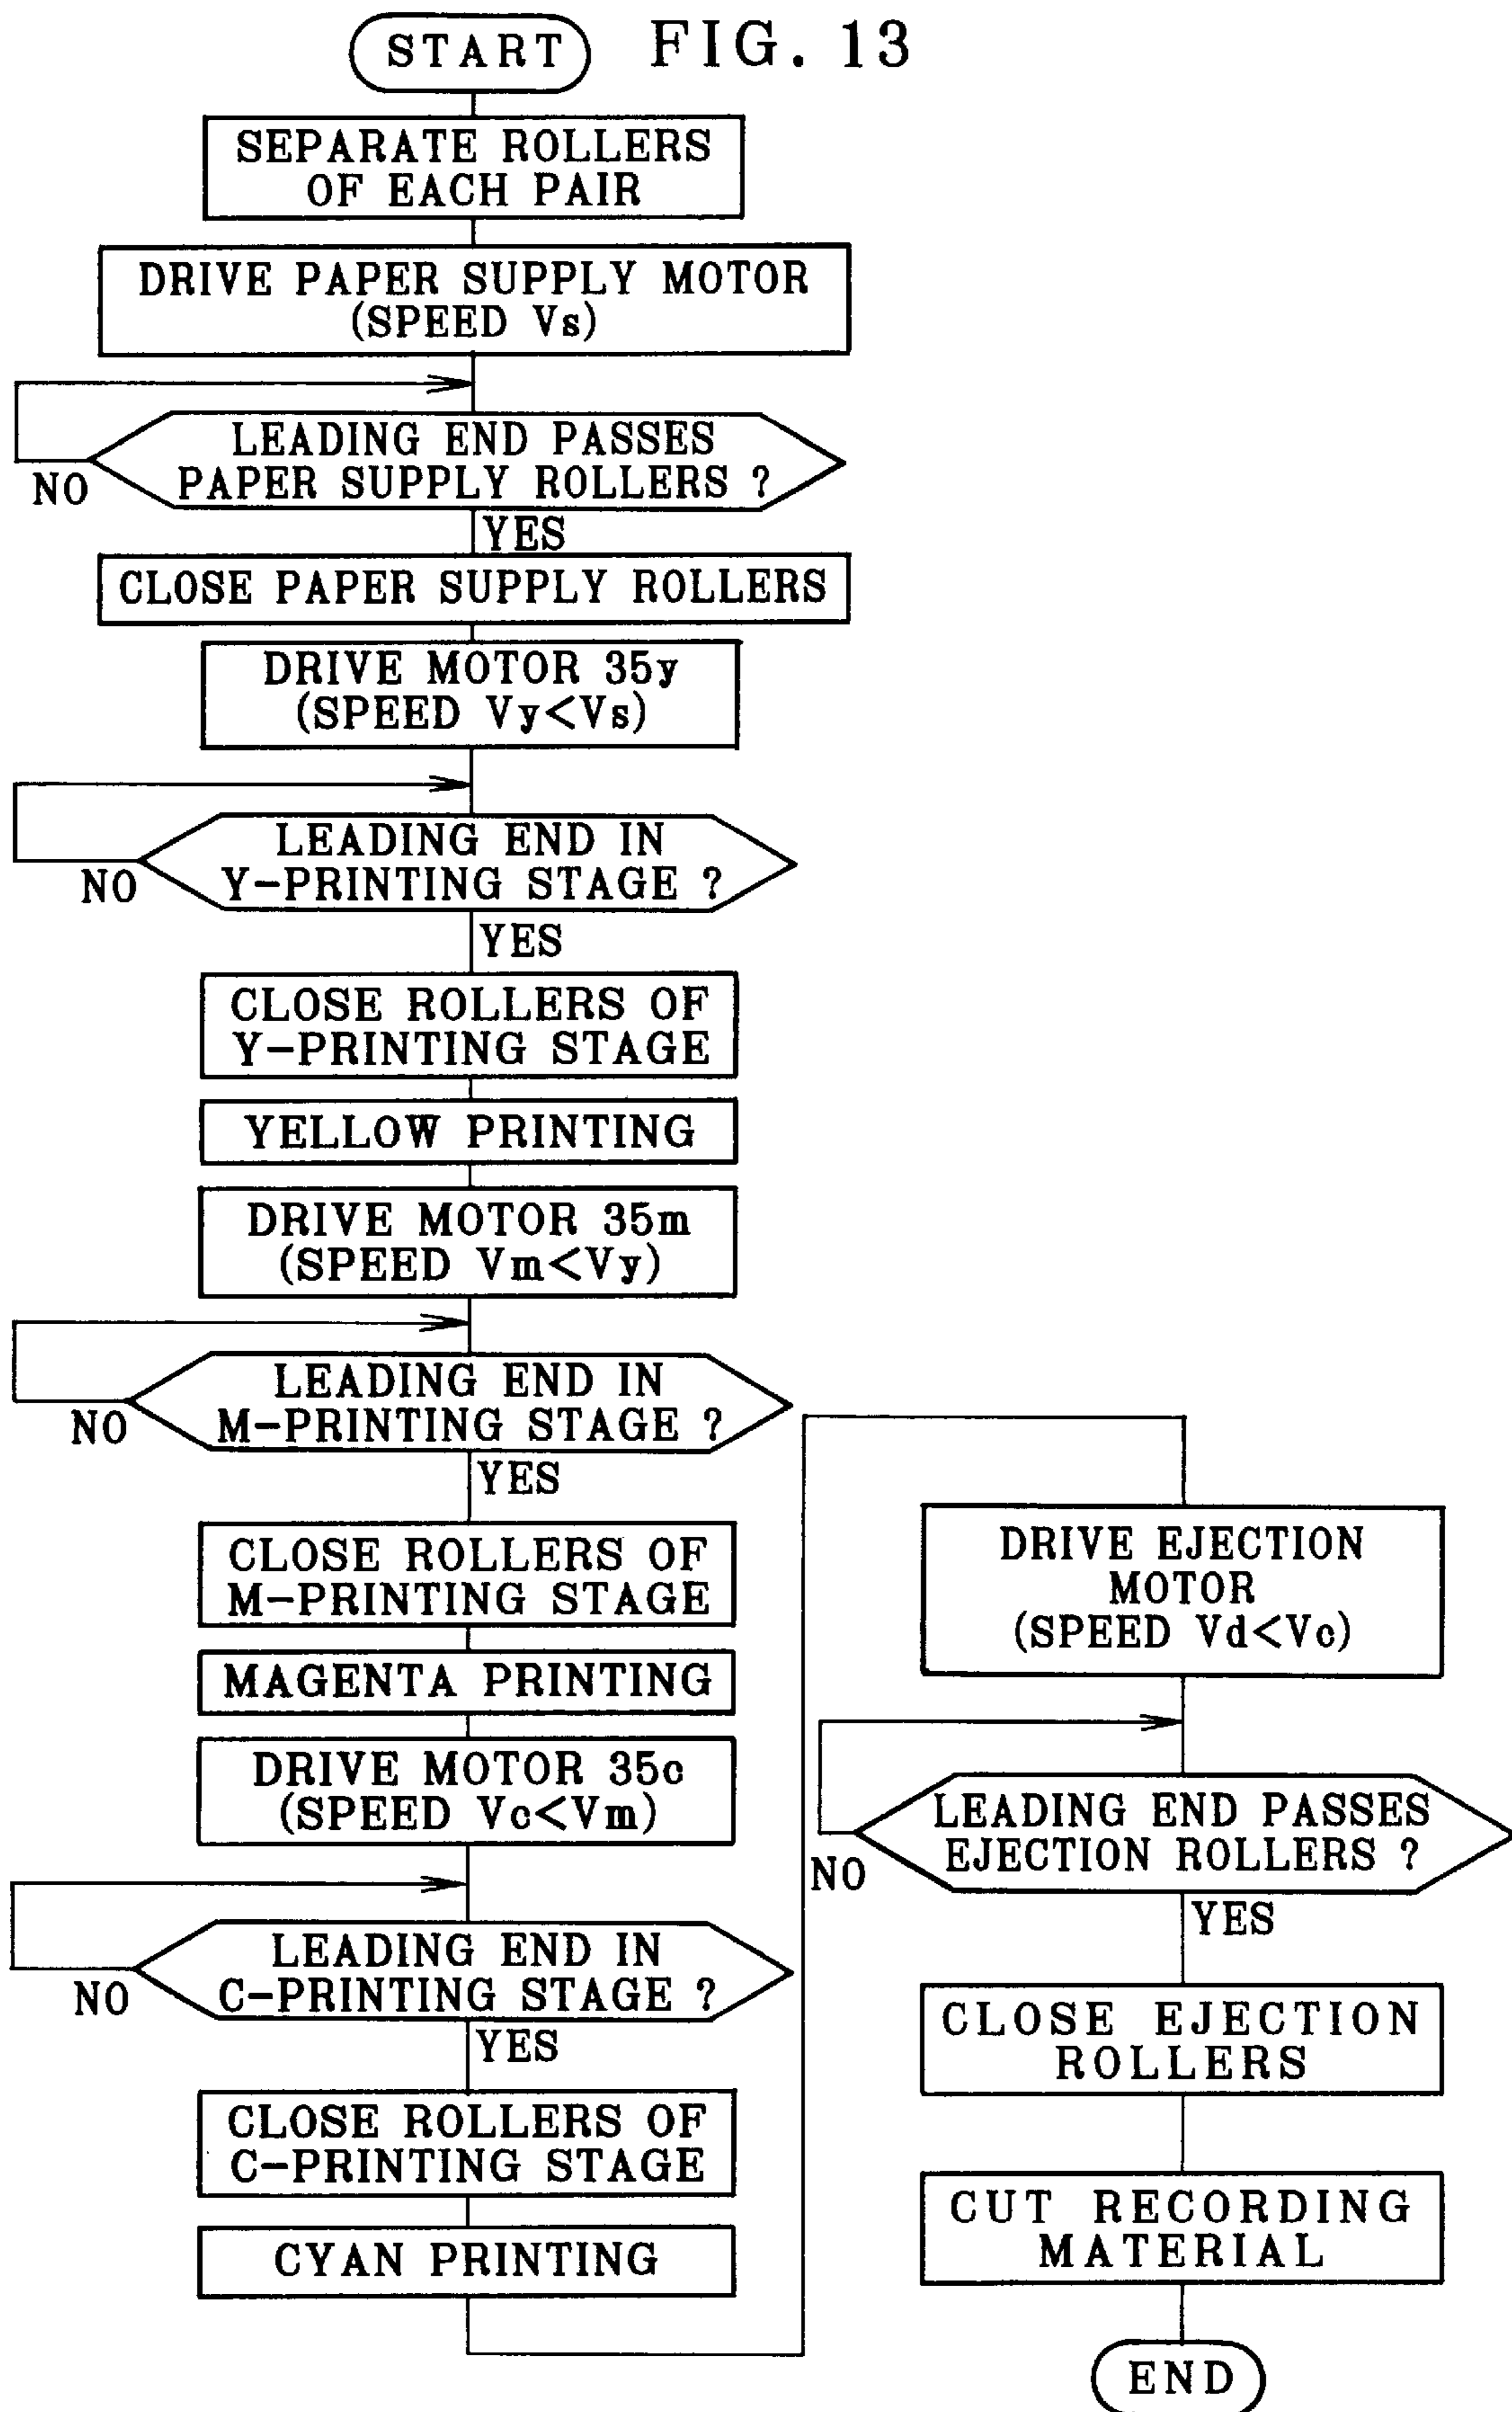 START
FIG. 13
SEPARATE ROLLERS
OF EACH PAIR
DRIVE PAPER SUPPLY MOTOR
(SPEED Vs)
LEADING END PASSES
PAPER SUPPLY ROLLERS ?
NO
YES
CLOSE PAPER SUPPLY ROLLERS
DRIVE MOTOR 35y
(SPEED Vy<Vs)
LEADING END IN
Y-PRINTING STAGE ?
NO
YES
CLOSE ROLLERS OF
Y-PRINTING STAGE
YELLOW PRINTING
DRIVE MOTOR 35m
(SPEED Vm<Vy)
LEADING END IN
M-PRINTING STAGE ?
NO
YES
CLOSE ROLLERS OF
M-PRINTING STAGE
MAGENTA PRINTING
DRIVE MOTOR 35c
(SPEED Vc<Vm)
LEADING END IN
C-PRINTING STAGE ?
NO
YES
CLOSE ROLLERS OF
C-PRINTING STAGE
CYAN PRINTING
DRIVE EJECTION
MOTOR
(SPEED Vd<Vc)
LEADING END PASSES
EJECTION ROLLERS ?
NO
YES
CLOSE EJECTION
ROLLERS
CUT RECORDING
MATERIAL
END